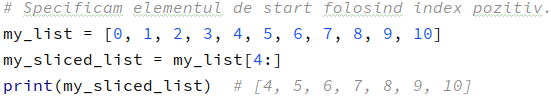 # Specificam elementul de start folosind index pozitiv.
my_list = [0, 1, 2, 3, 4, 5, 6, 7, 8, 9, 10]
my_sliced_list = my_list[4:]
print(my_sliced_list)  # [4, 5, 6, 7, 8, 9, 10]